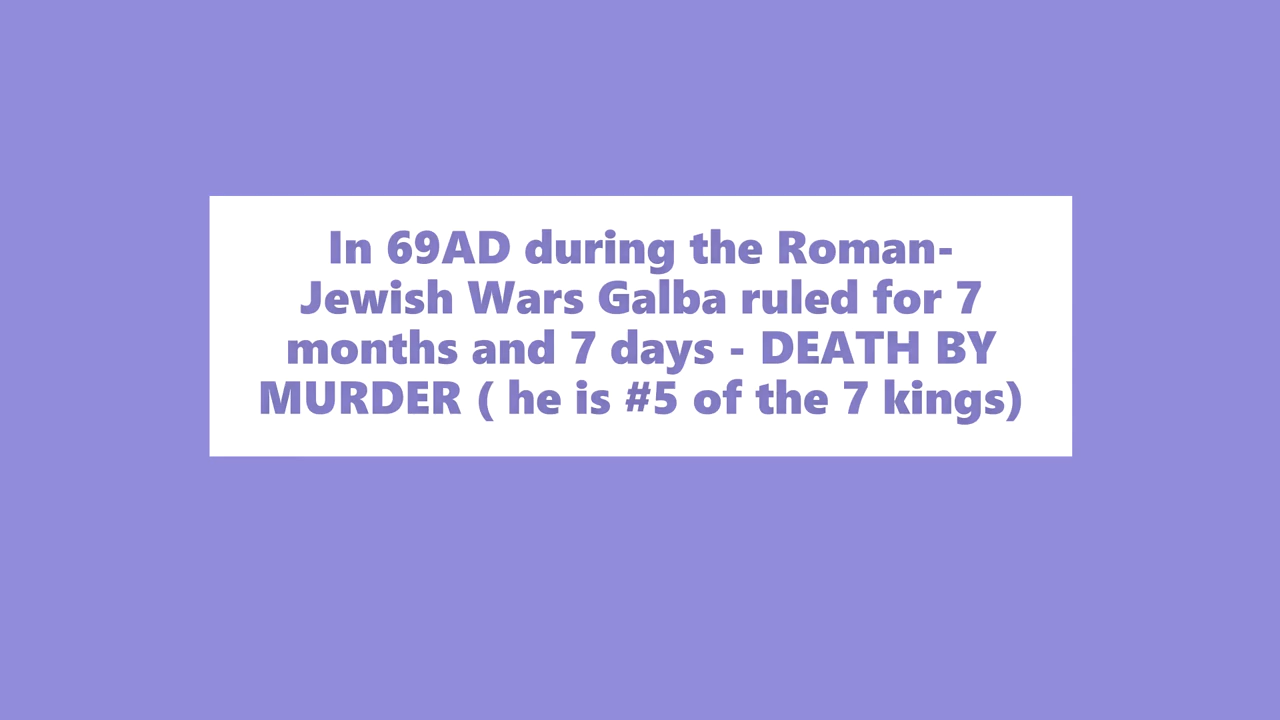 In 69AD during the Roman-
Jewish Wars Galba ruled for 7
months and 7 days - DEATH BY
MURDER ( he is #5 of the 7 kings)